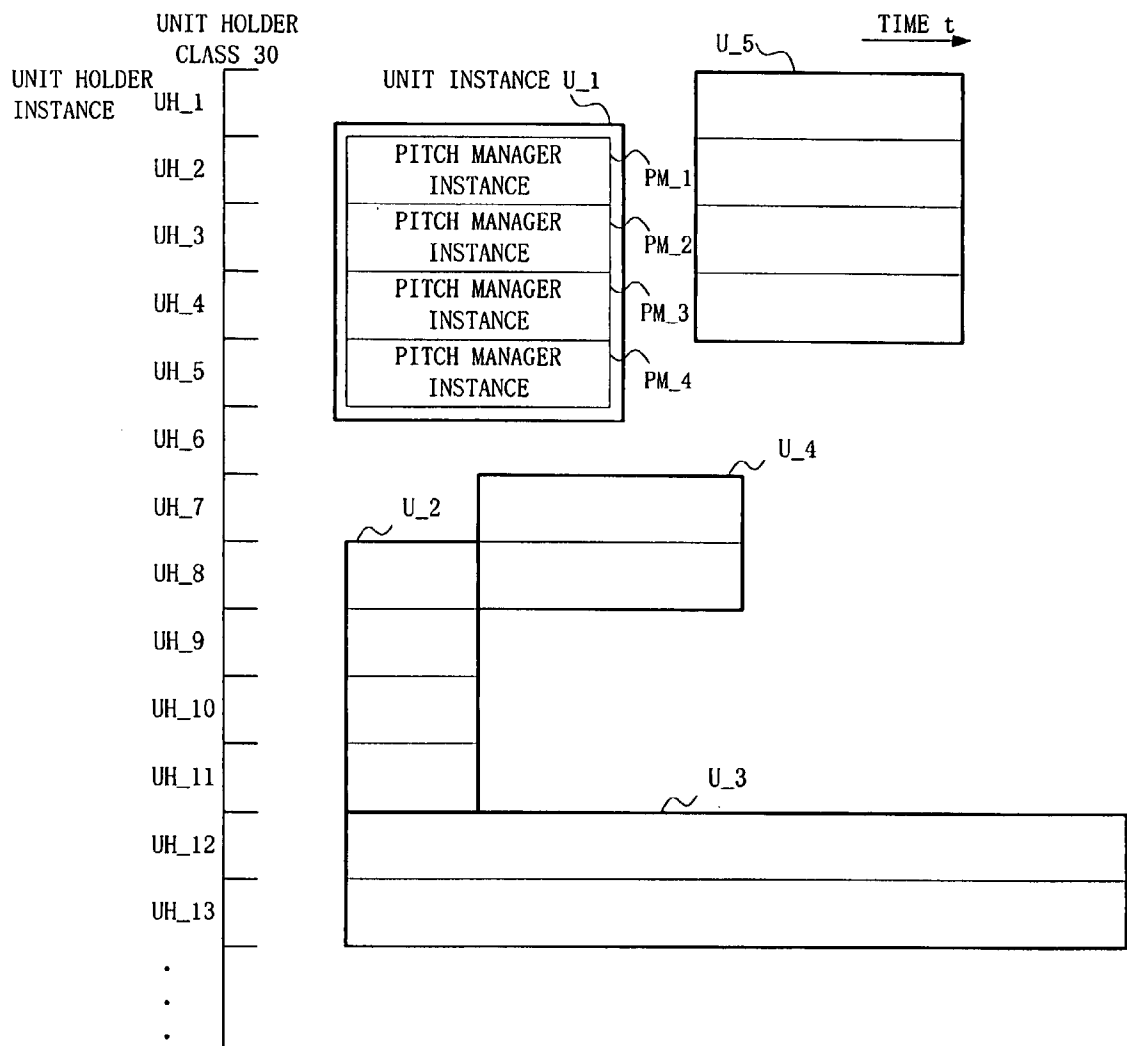 UNIT HOLDER
CLASS 30
TIME t
UNIT HOLDER
INSTANCE
UNIT INSTANCE U_1
U_5
UH_1
UH_2
UH_3
UH_4
UH_5
UH_6
UH_7
UH_8
UH_9
UH_10
UH_11
UH_12
UH_13
PITCH MANAGER
INSTANCE
PM_1
PITCH MANAGER
INSTANCE
PM_2
PITCH MANAGER
INSTANCE
PM_3
PITCH MANAGER
INSTANCE
PM_4
U_4
U_2
U_3